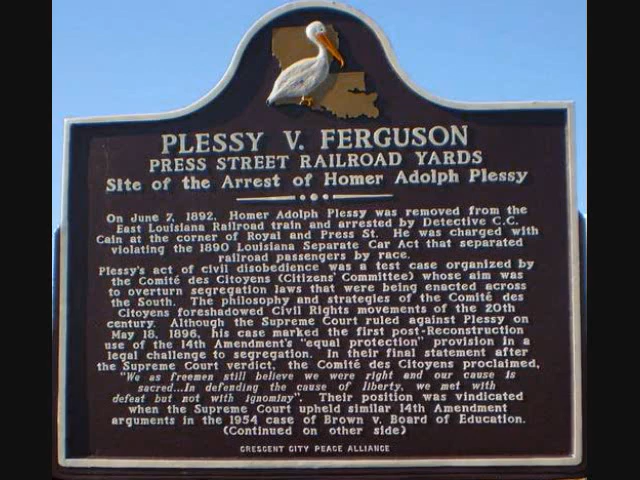 PLESSY V. FERGUSON
PRESS STREET RAILROAD YARDS
Site of the Arrest of Homer Adolph Plessy
On June 7, 1892, Homer Adolph Plessy was removed from the
East Louisiana Railroad train and arrested by Detective C.C.
Cain at the corner of Royal and Press St. He was charged with
violating the 1890 Louisiana Separate Car Act that separated
railroad passengers by race.
Plessy's act of civil disobedience was a test case organized by
the Comité des Citoyens (Citizens' Committee) whose aim was
to overturn segregation laws that were being enacted across
the South. The philosophy and strategies of the Comité des
Citoyens foreshadowed Civil Rights movements of the 20th
century. Although the Supreme Court ruled against Plessy on
May 18, 1896, his case marked the first post-Reconstruction
use of the 14th Amendment's "equal protection" provision in a
legal challenge to segregation. In their final statement after
the Supreme Court verdict, the Comité des Citoyens proclaimed,
"We as freemen still believe we were right and our cause is
sacred...In defending the cause of liberty, we met with
defeat but not with ignominy". Their position was vindicated
when the Supreme Court upheld similar 14th Amendment
arguments in the 1954 case of Brown v. Board of Education.
(Continued on other side)
CRESCENT CITY PEACE ALLIANCE